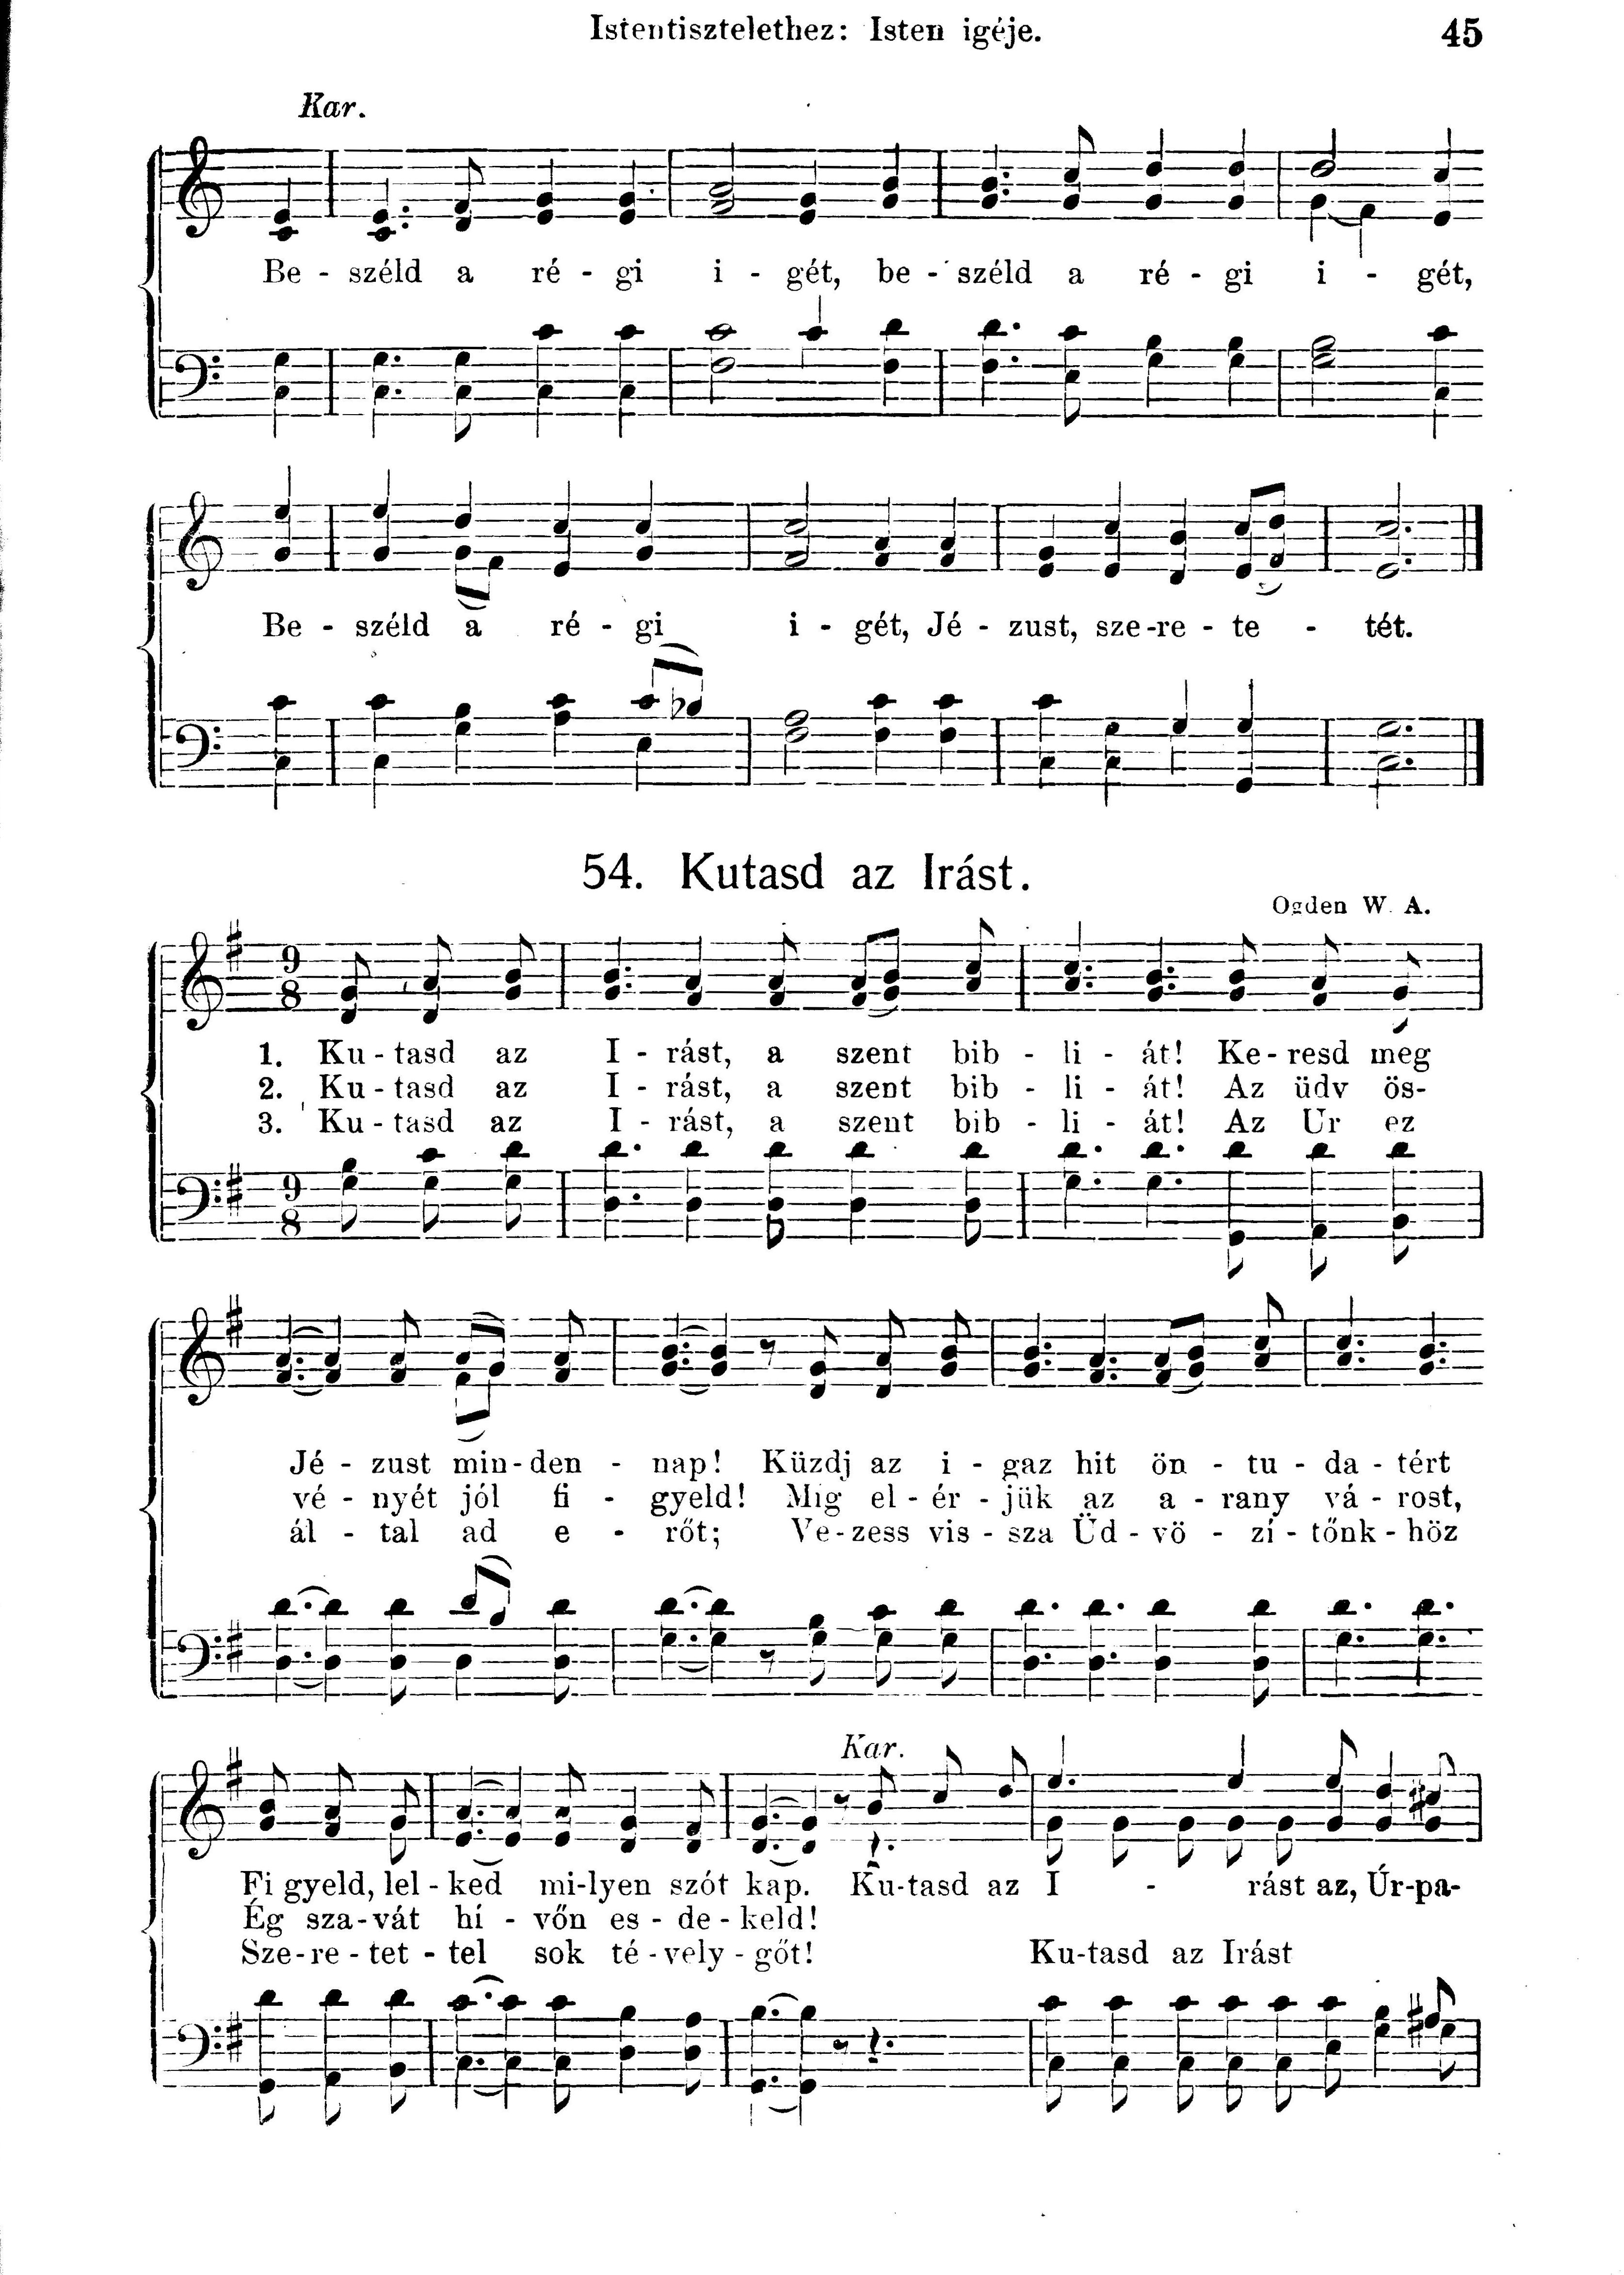 Istentisztelethez: Isten igéje. 45
Kar.
Be - széld a ré - gi i - gét, be - széld a ré - gi i - gét,
Be - széld a ré - gi i - gét, Jé - zust, sze-re - te - tét.
54. Kutasd az Irást.
Ogden W. A.
9 8
1. Ku - tasd az I - rást, a szent bib - li - át! Ke - resd meg
2. Ku - tasd az I - rást, a szent bib - li - át! Az üdv ös-
3. Ku - tasd az I - rást, a szent bib - li - át! Az Ur ez
9 8
Jé - zust min - den - nap! Küzdj az i - gaz hit ön - tu - da - tért
vé - nyét jól fi - gyeld! Mig el - ér - jük az a - rany vá - rost,
ál - tal ad e - rőt; Ve - zess vis - sza Üd - vö - zí - tőnk - höz
Kar.
Fi gyeld, lel - ked mi-lyen szót kap. Ku-tasd az I - rást az, Úr-pa-
Ég sza - vát hí - vőn es - de - keld!
Sze - re - tet - tel sok té - vely - gőt! Ku-tasd az Irást